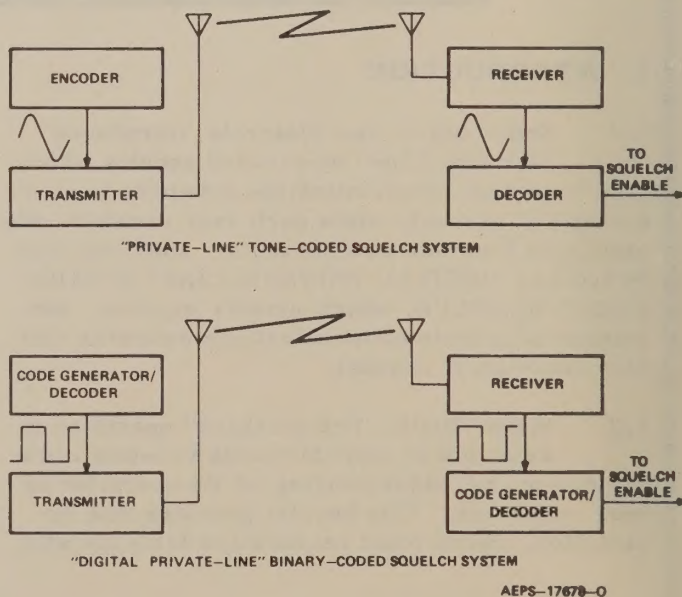 ENCODER
RECEIVER
TRANSMITTER
DECODER
TO
SQUELCH
ENABLE
"PRIVATE–LINE" TONE–CODED SQUELCH SYSTEM
CODE GENERATOR/
DECODER
RECEIVER
TRANSMITTER
CODE GENERATOR/
DECODER
TO
SQUELCH
ENABLE
"DIGITAL PRIVATE–LINE" BINARY–CODED SQUELCH SYSTEM
AEPS–17678–O